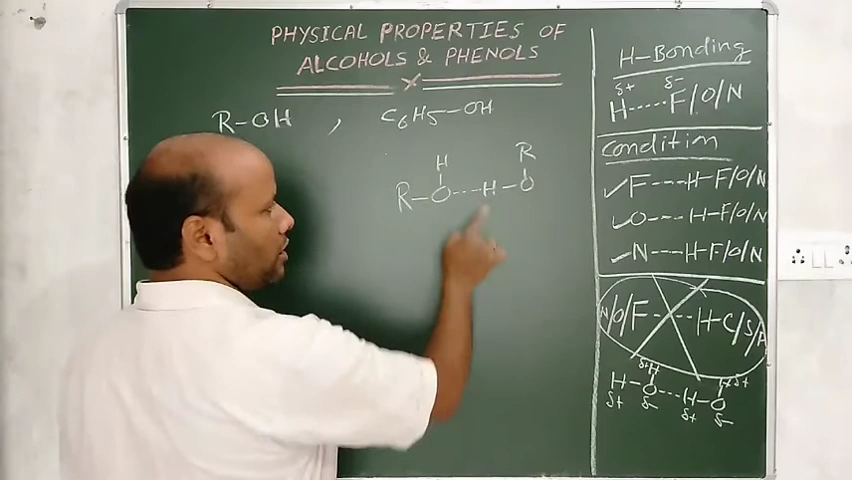 PHYSICAL PROPERTIES OF
ALCOHOLS & PHENOLS
R-OH , C6H5-OH
H
R-O---H-O
R
H-Bonding
δ+ δ-
H-----F/O/N
Condition
✓F---H-F/O/N
✓O---H-F/O/N
✓N---H-F/O/N
N/O/F---H-C/S/
δ+H H δ+
H-O---H-O
δ+ δ- δ+ δ-